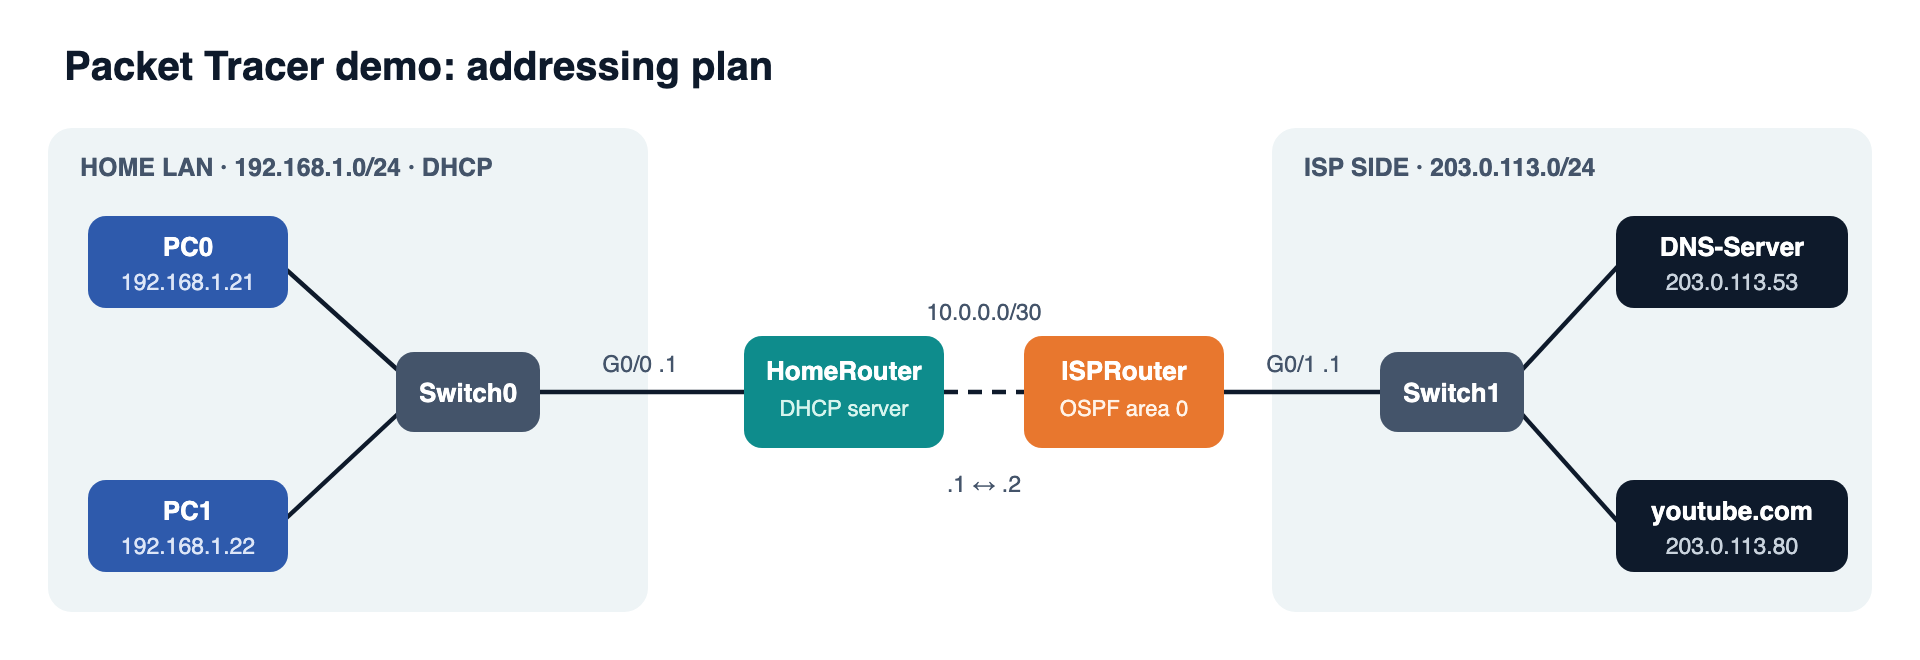 Packet Tracer demo: addressing plan
HOME LAN · 192.168.1.0/24 · DHCP
PC0
192.168.1.21
PC1
192.168.1.22
Switch0
G0/0 .1
HomeRouter
DHCP server
10.0.0.0/30
.1 ↔ .2
ISPRouter
OSPF area 0
G0/1 .1
ISP SIDE · 203.0.113.0/24
Switch1
DNS-Server
203.0.113.53
youtube.com
203.0.113.80